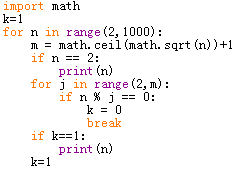 import math
k=1
for n in range(2,1000):
    m = math.ceil(math.sqrt(n))+1
    if n == 2:
        print(n)
    for j in range(2,m):
        if n % j == 0:
            k = 0
            break
    if k==1:
        print(n)
    k=1